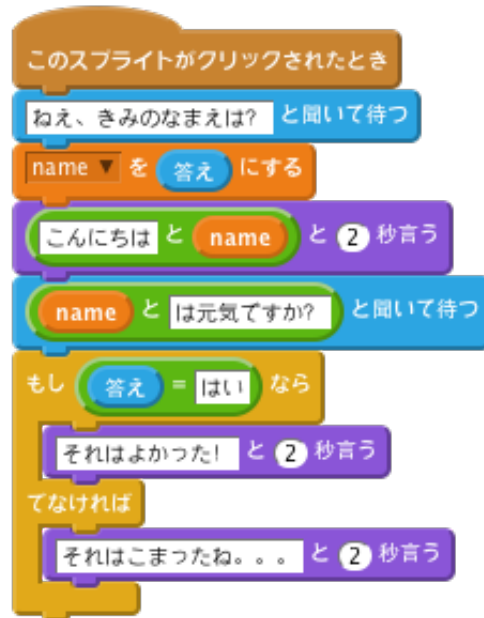 このスプライトがクリックされたとき
ねえ、きみのなまえは? と聞いて待つ
name ▼ を 答え にする
こんにちは と name と 2 秒言う
name と は元気ですか? と聞いて待つ
もし 答え = はい なら
それはよかった! と 2 秒言う
でなければ
それはこまったね。。。 と 2 秒言う